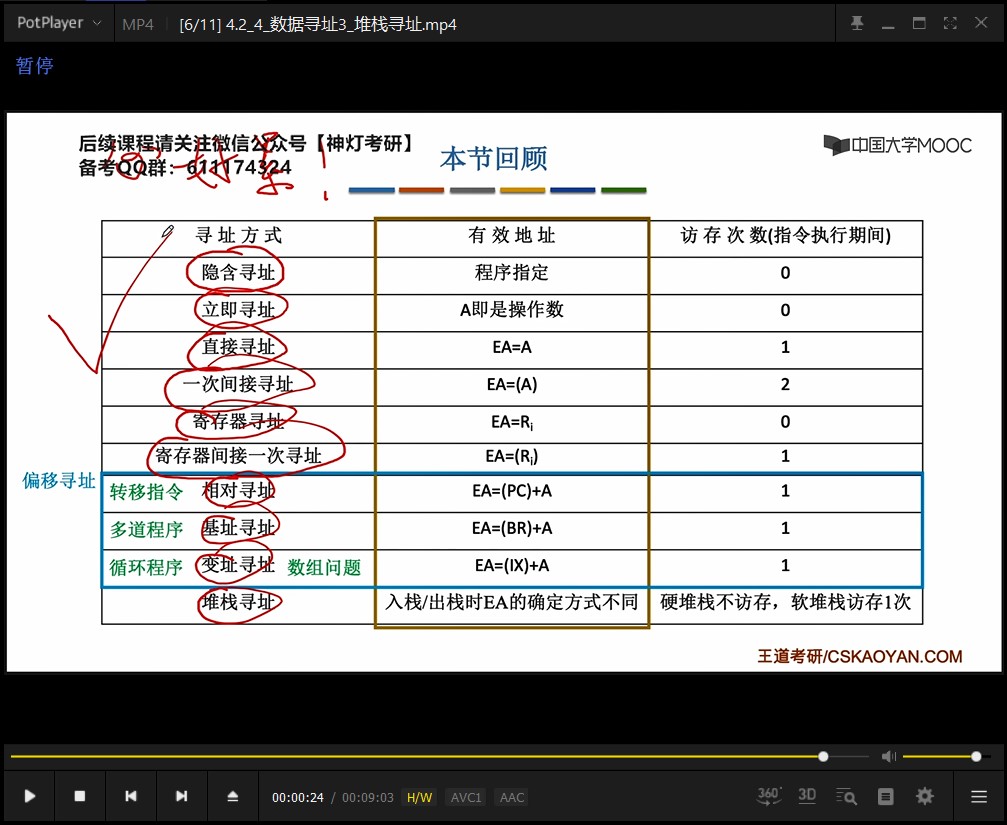 PotPlayer MP4 [6/11] 4.2_4_数据寻址3_堆栈寻址.mp4
暂停
后续课程请关注微信公众号【神灯考研】
备考QQ群：611174324
本节回顾
中国大学MOOC
寻址方式 有效地址 访存次数(指令执行期间)
隐含寻址 程序指定 0
立即寻址 A即是操作数 0
直接寻址 EA=A 1
一次间接寻址 EA=(A) 2
寄存器寻址 EA=Ri 0
寄存器间接一次寻址 EA=(Ri) 1
偏移寻址
转移指令 相对寻址 EA=(PC)+A 1
多道程序 基址寻址 EA=(BR)+A 1
循环程序 变址寻址 数组问题 EA=(IX)+A 1
堆栈寻址 入栈/出栈时EA的确定方式不同 硬堆栈不访存，软堆栈访存1次
王道考研/CSKAOYAN.COM
00:00:24 / 00:09:03 H/W AVC1 AAC 360° 3D